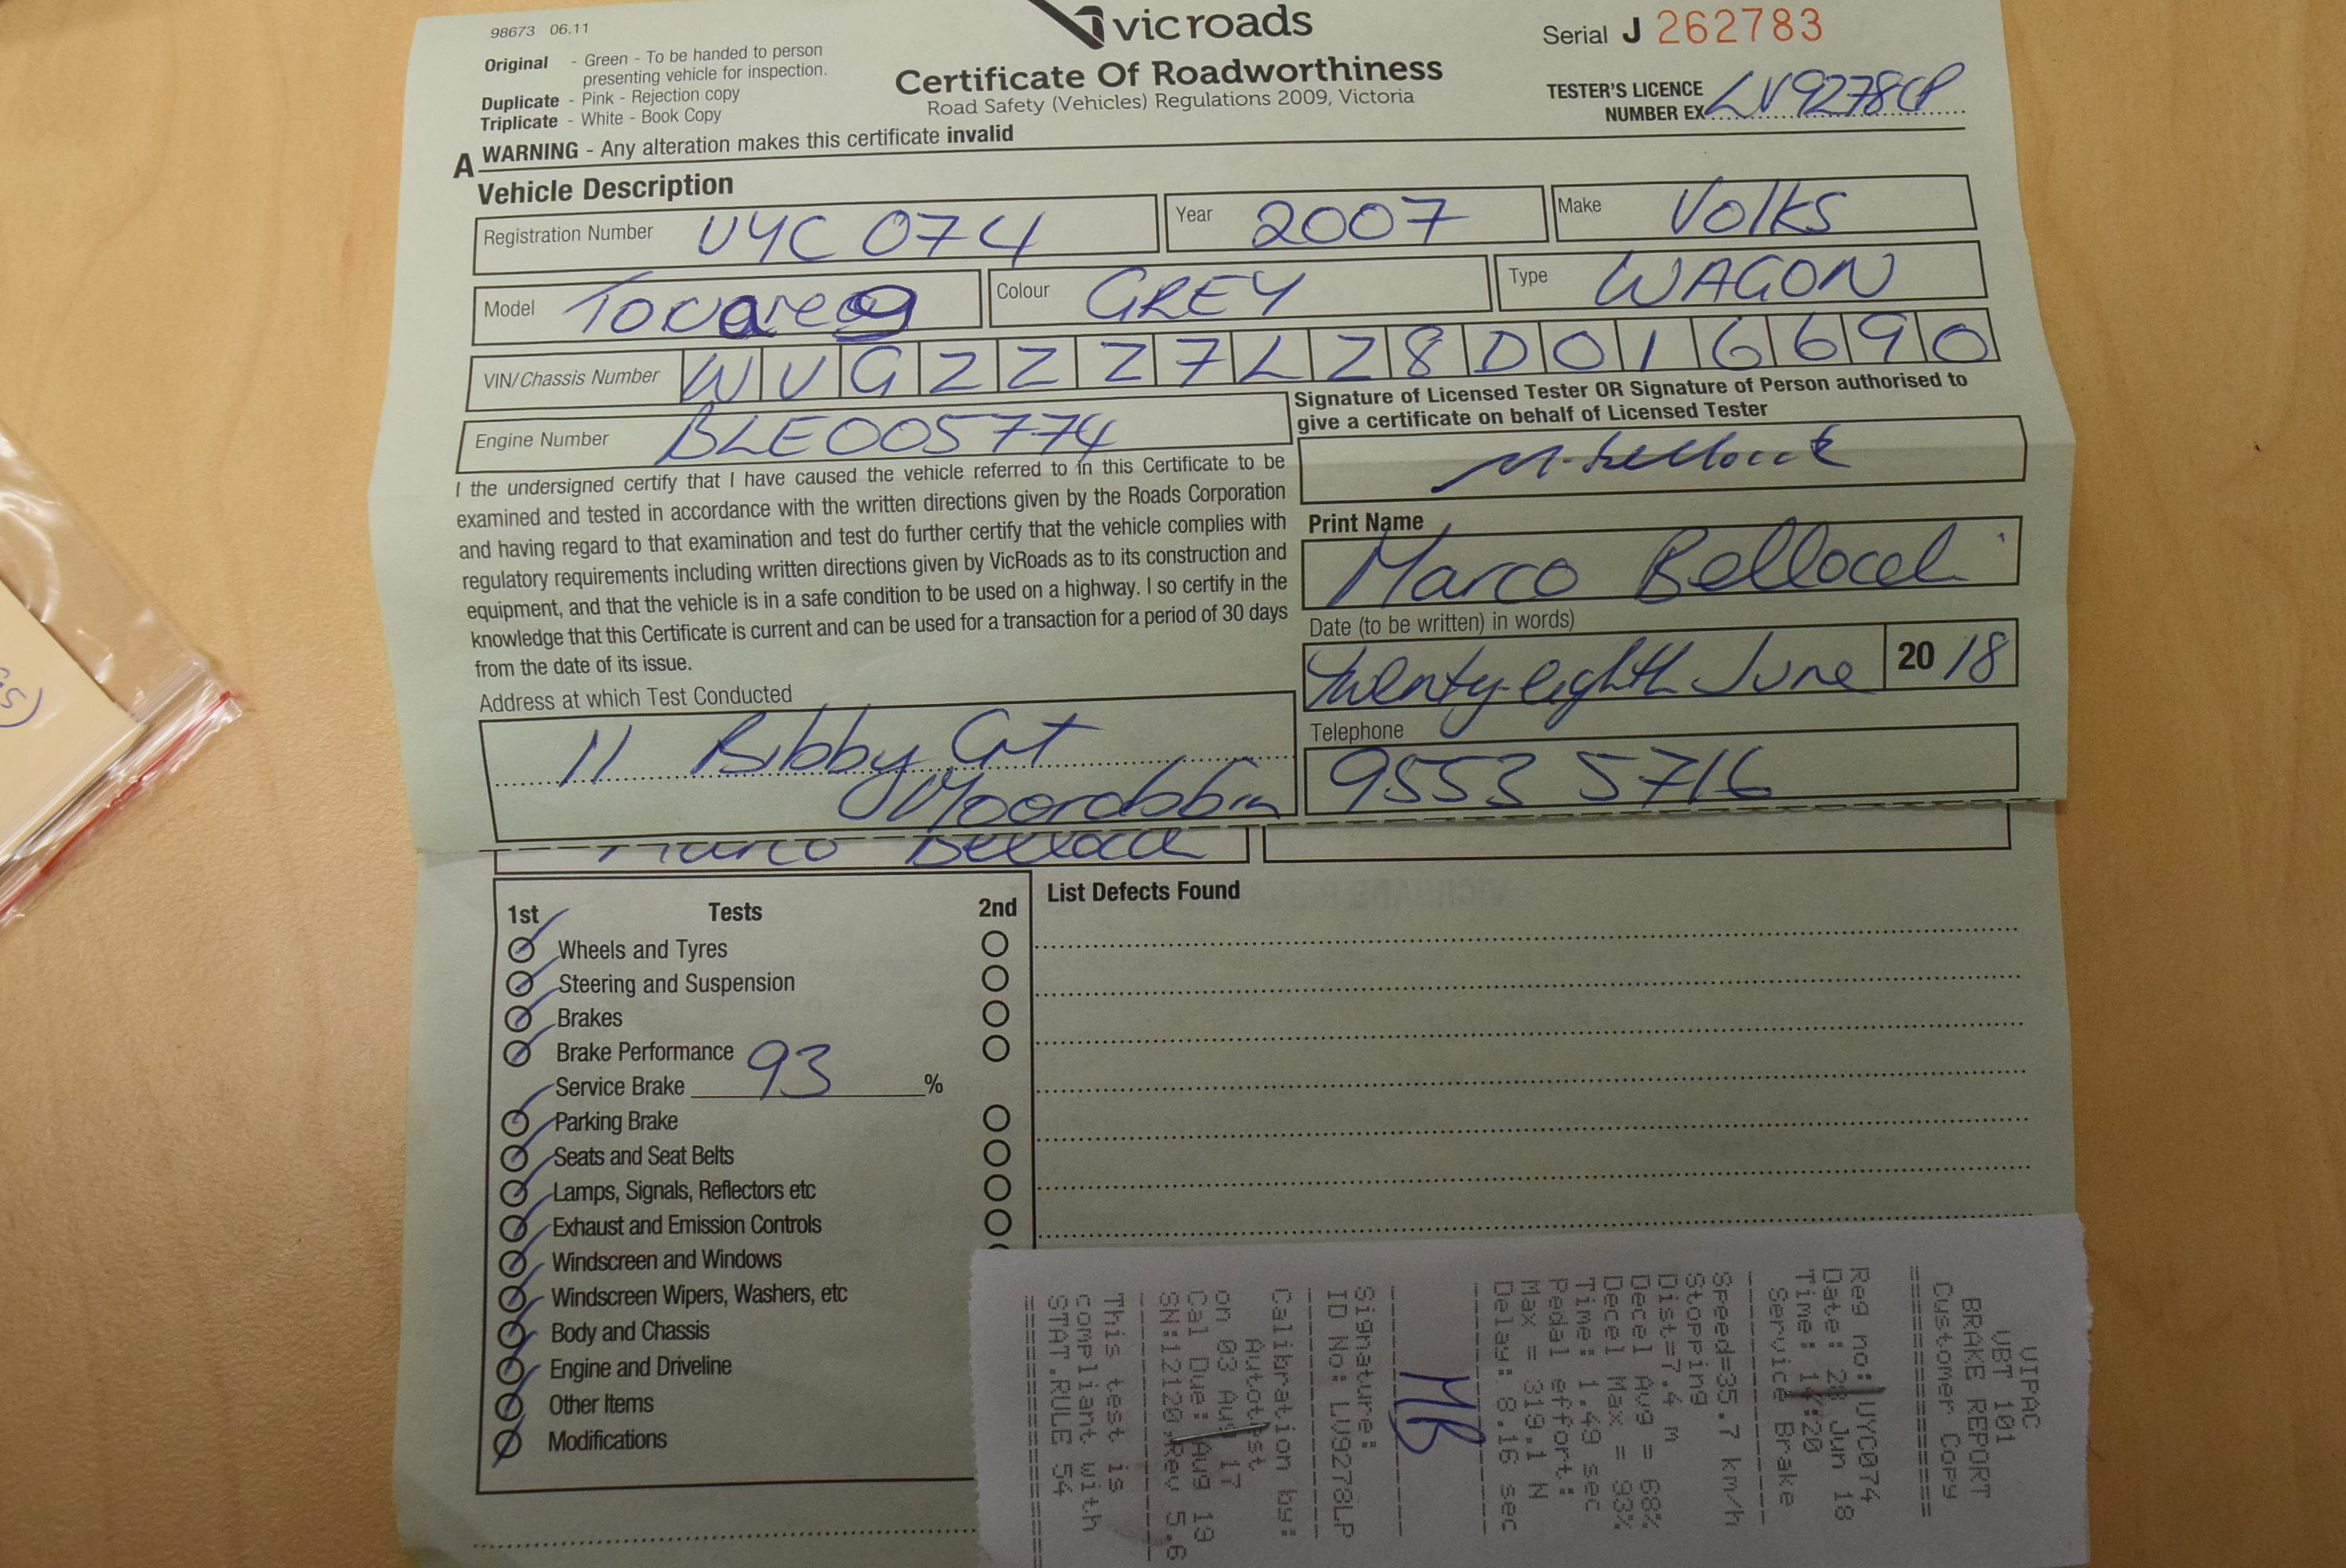 98673 06.11
Original - Green - To be handed to person
presenting vehicle for inspection.
Duplicate - Pink - Rejection copy
Triplicate - White - Book Copy
vic roads
Certificate Of Roadworthiness
Road Safety (Vehicles) Regulations 2009, Victoria
Serial J 262783
TESTER'S LICENCE
NUMBER EX LV9278CP
A WARNING - Any alteration makes this certificate invalid
Vehicle Description
Registration Number UYC 074
Year 2007
Make Volks
Model Touareg
Colour GREY
Type WAGON
VIN/Chassis Number WVGZZZ7LZ8D016690
Engine Number BLE005774
I the undersigned certify that I have caused the vehicle referred to in this Certificate to be
examined and tested in accordance with the written directions given by the Roads Corporation
and having regard to that examination and test do further certify that the vehicle complies with
regulatory requirements including written directions given by VicRoads as to its construction and
equipment, and that the vehicle is in a safe condition to be used on a highway. I so certify in the
knowledge that this Certificate is current and can be used for a transaction for a period of 30 days
from the date of its issue.
Signature of Licensed Tester OR Signature of Person authorised to
give a certificate on behalf of Licensed Tester
Print Name
Marco
Date (to be written) in words)
Twenty-eighth June 20 18
Address at which Test Conducted
11 Bibby Crt
Moorabbin
Telephone
9553 5716
Marco
1st Tests 2nd
Wheels and Tyres
Steering and Suspension
Brakes
Brake Performance
Service Brake 93 %
Parking Brake
Seats and Seat Belts
Lamps, Signals, Reflectors etc
Exhaust and Emission Controls
Windscreen and Windows
Windscreen Wipers, Washers, etc
Body and Chassis
Engine and Driveline
Other Items
Modifications
List Defects Found
VIPAC
VBT 101
BRAKE REPORT
Customer Copy
==================
Reg no: UYC074
Date: 28 Jun 18
Time: 14:20
Service Brake
Speed=35.7 km/h
Stopping
Dist=7.4 m
Decel Avg = 68%
Decel Max = 93%
Time: 1.49 sec
Pedal effort:
Max = 319.1 N
Delay: 8.16 sec
MB
Signature:
ID No: LV9278LP
Calibration by:
Autotest
on 03 Aug 17
Cal Due: Aug 19
SN:12120,Rev 5.6
This test is
compliant with
STAT.RULE 54